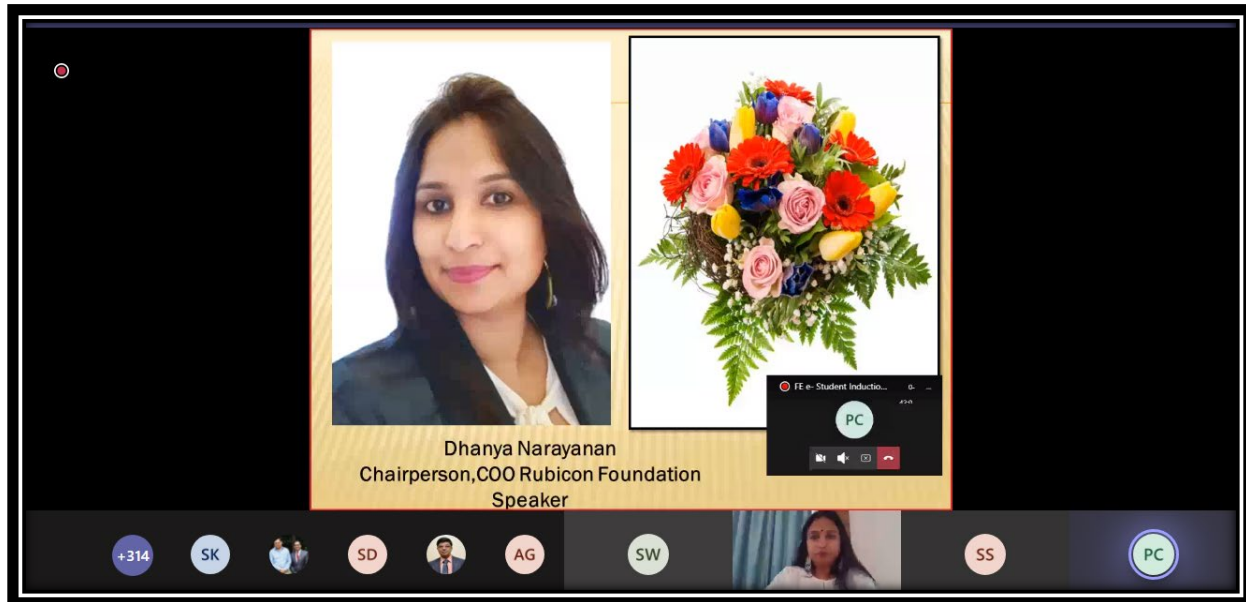 FE e- Student Inductio...
PC
Dhanya Narayanan
Chairperson,COO Rubicon Foundation
Speaker
+314
SK
SD
AG
SW
SS
PC